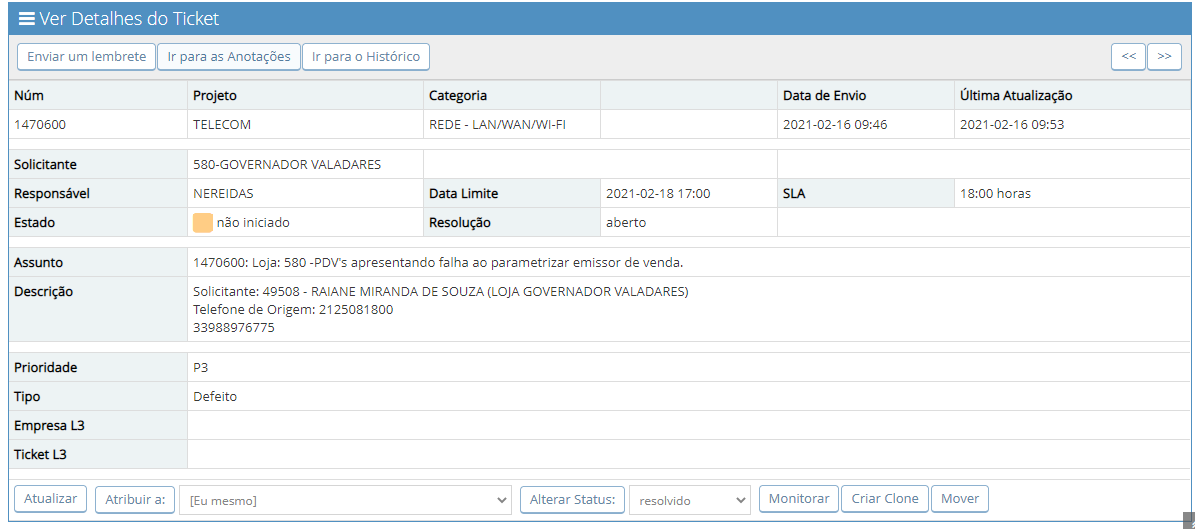 Ver Detalhes do Ticket
Enviar um lembrete Ir para as Anotações Ir para o Histórico << >>
Núm Projeto Categoria Data de Envio Última Atualização
1470600 TELECOM REDE - LAN/WAN/WI-FI 2021-02-16 09:46 2021-02-16 09:53
Solicitante 580-GOVERNADOR VALADARES
Responsável NEREIDAS Data Limite 2021-02-18 17:00 SLA 18:00 horas
Estado não iniciado Resolução aberto
Assunto 1470600: Loja: 580 -PDV's apresentando falha ao parametrizar emissor de venda.
Descrição Solicitante: 49508 - RAIANE MIRANDA DE SOUZA (LOJA GOVERNADOR VALADARES)
Telefone de Origem: 2125081800
33988976775
Prioridade P3
Tipo Defeito
Empresa L3
Ticket L3
Atualizar Atribuir a: [Eu mesmo] Alterar Status: resolvido Monitorar Criar Clone Mover